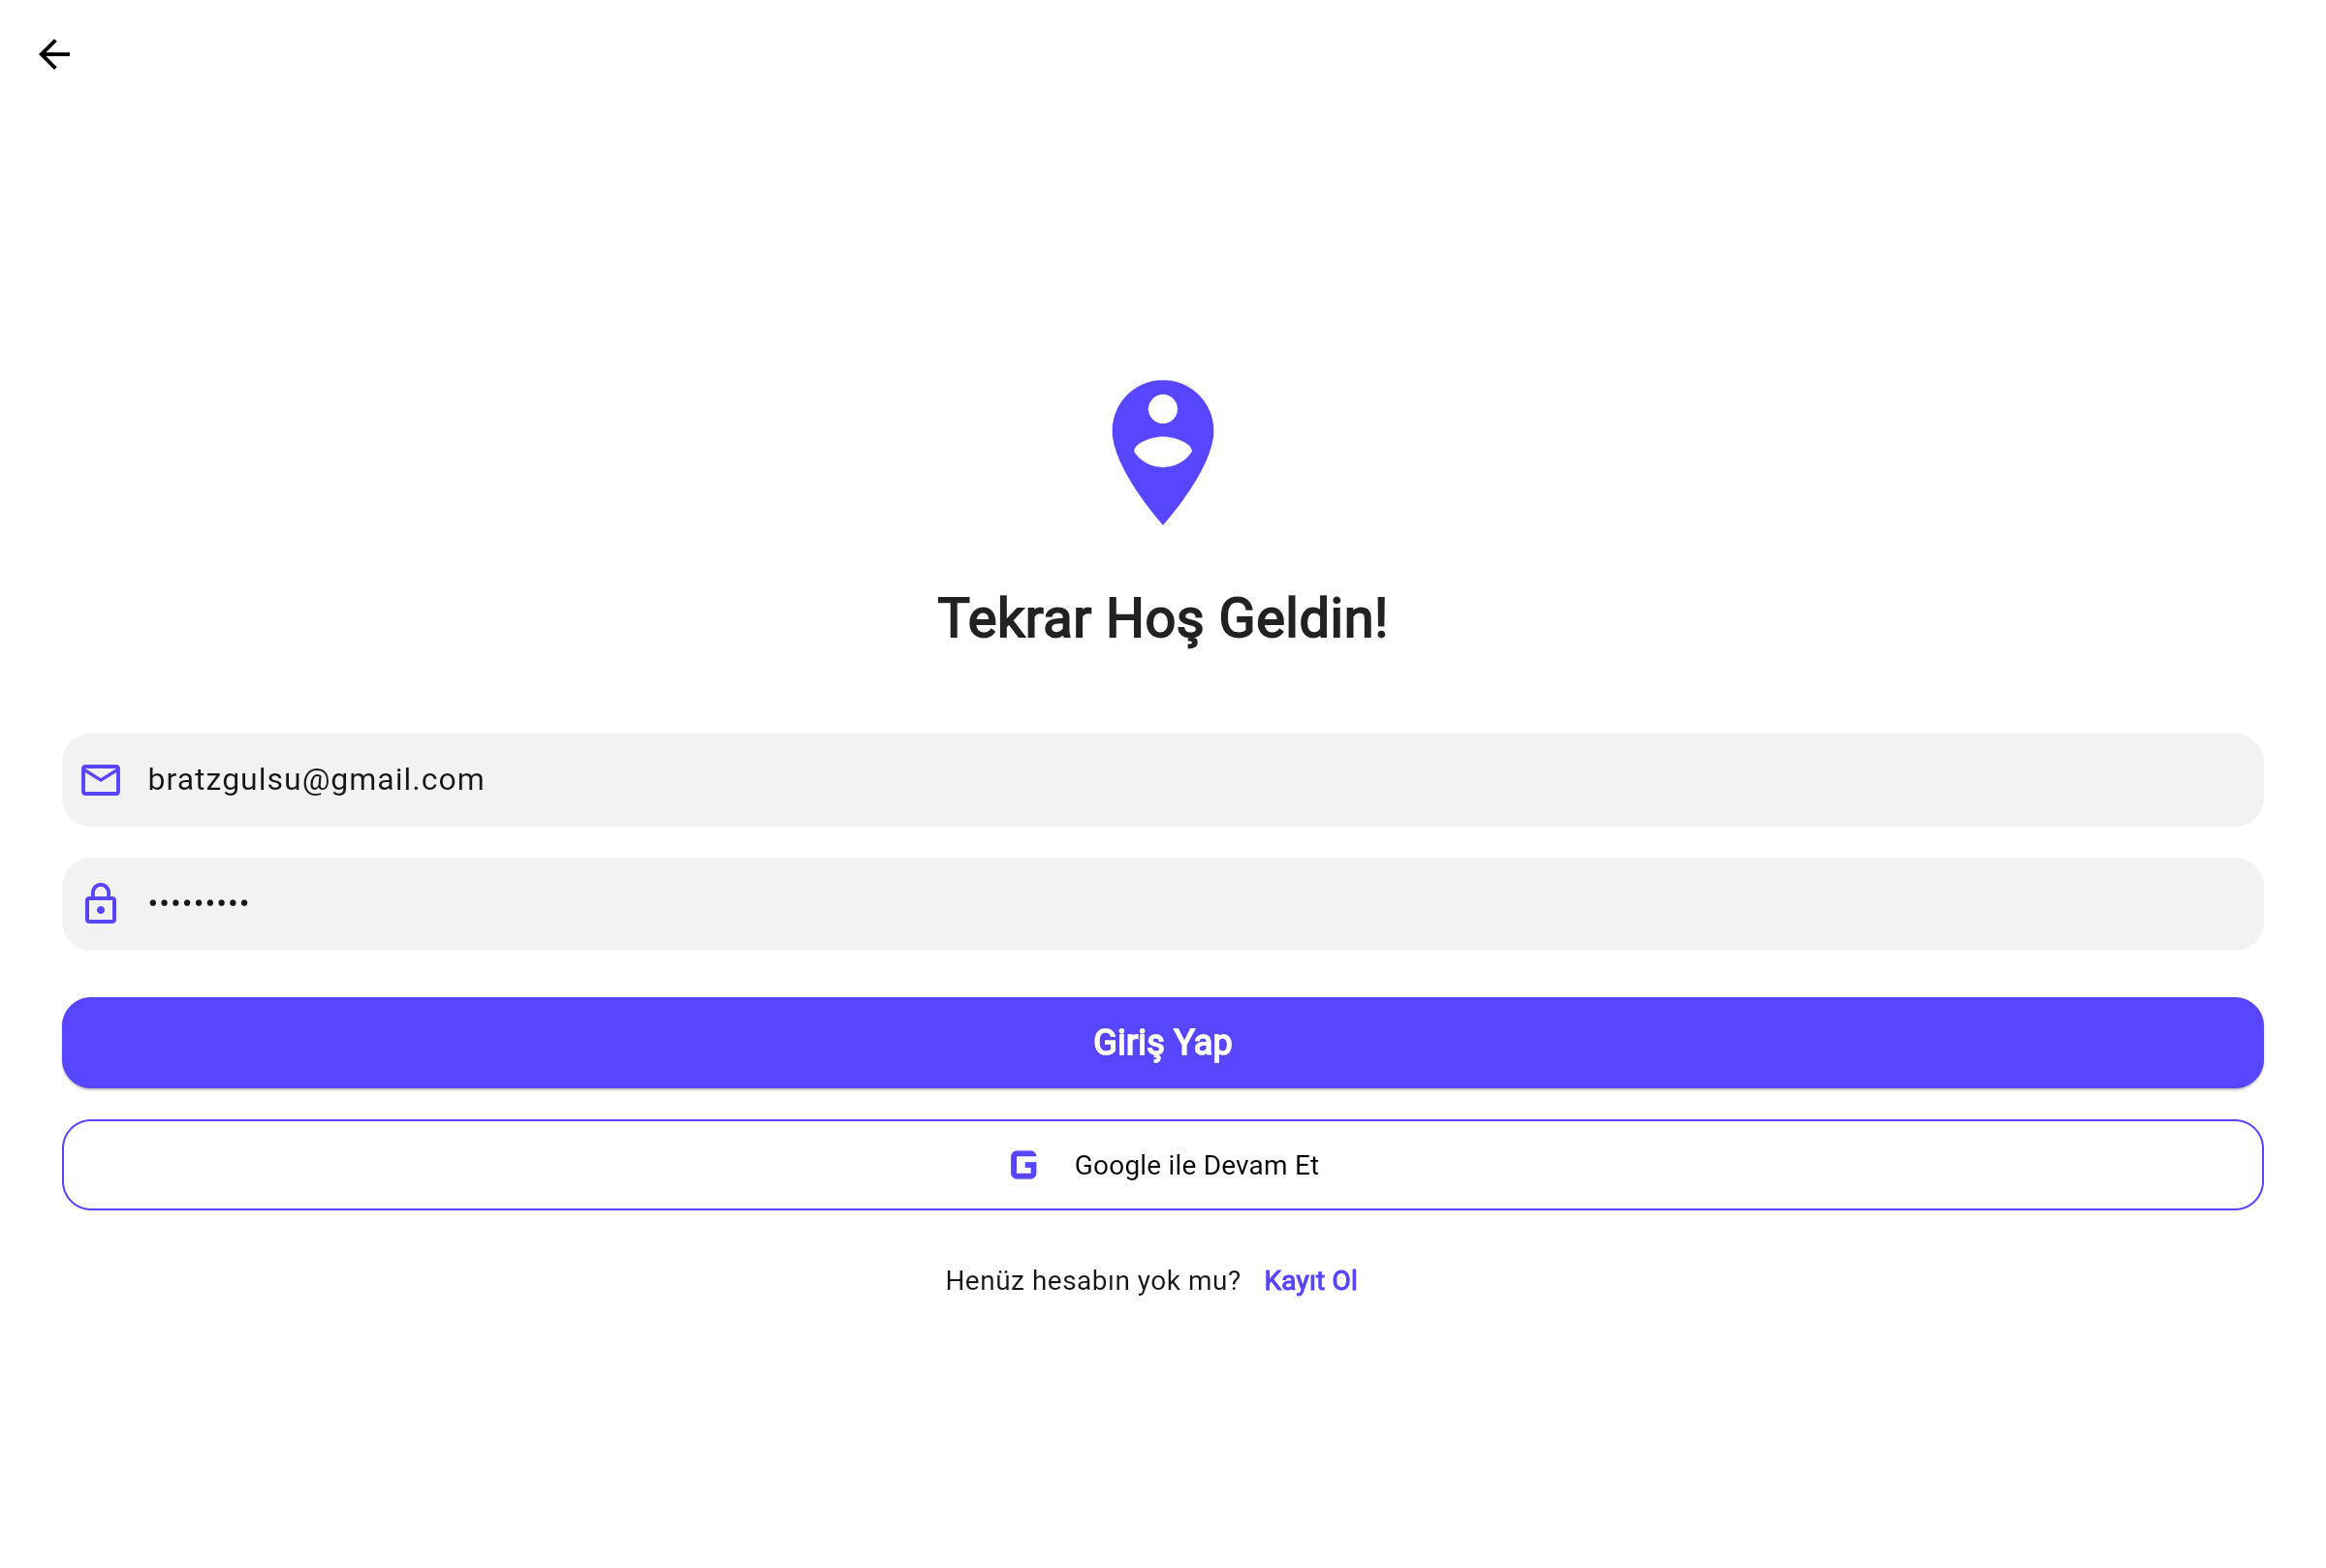 Tekrar Hoş Geldin!
bratzgulsu@gmail.com
•••••••••
Giriş Yap
G Google ile Devam Et
Henüz hesabın yok mu? Kayıt Ol